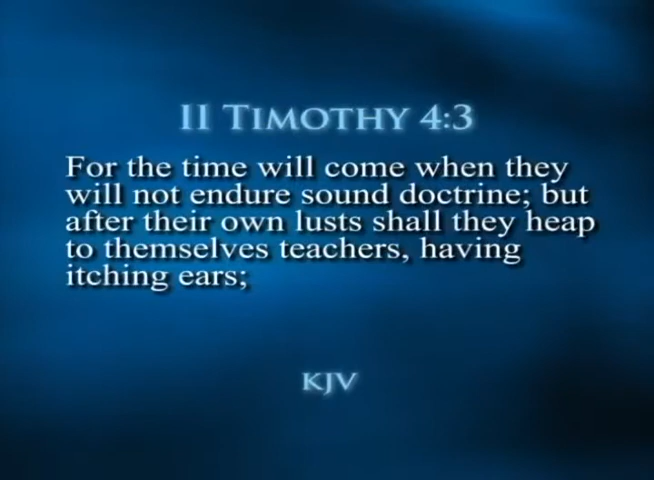 II Timothy 4:3
For the time will come when they
will not endure sound doctrine; but
after their own lusts shall they heap
to themselves teachers, having
itching ears;
KJV